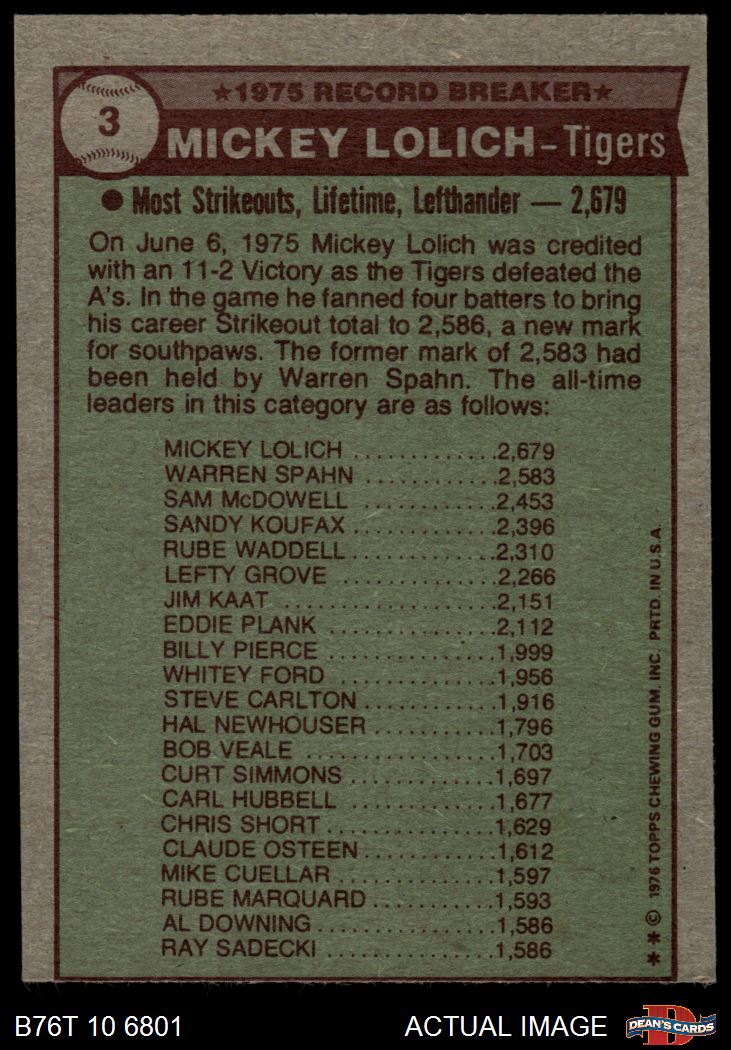 3
★1975 RECORD BREAKER★
MICKEY LOLICH – Tigers
● Most Strikeouts, Lifetime, Lefthander — 2,679
On June 6, 1975 Mickey Lolich was credited
with an 11-2 Victory as the Tigers defeated the
A's. In the game he fanned four batters to bring
his career Strikeout total to 2,586, a new mark
for southpaws. The former mark of 2,583 had
been held by Warren Spahn. The all-time
leaders in this category are as follows:
MICKEY LOLICH .............2,679
WARREN SPAHN ............2,583
SAM McDOWELL .............2,453
SANDY KOUFAX..............2,396
RUBE WADDELL..............2,310
LEFTY GROVE ..............2,266
JIM KAAT ....................2,151
EDDIE PLANK ...............2,112
BILLY PIERCE ...............1,999
WHITEY FORD ...............1,956
STEVE CARLTON.............1,916
HAL NEWHOUSER............1,796
BOB VEALE .................1,703
CURT SIMMONS .............1,697
CARL HUBBELL .............1,677
CHRIS SHORT...............1,629
CLAUDE OSTEEN............1,612
MIKE CUELLAR..............1,597
RUBE MARQUARD...........1,593
AL DOWNING ...............1,586
RAY SADECKI ...............1,586
** © 1976 TOPPS CHEWING GUM, INC. PRTD. IN U.S.A.
B76T 10 6801
ACTUAL IMAGE
D
DEAN'S CARDS